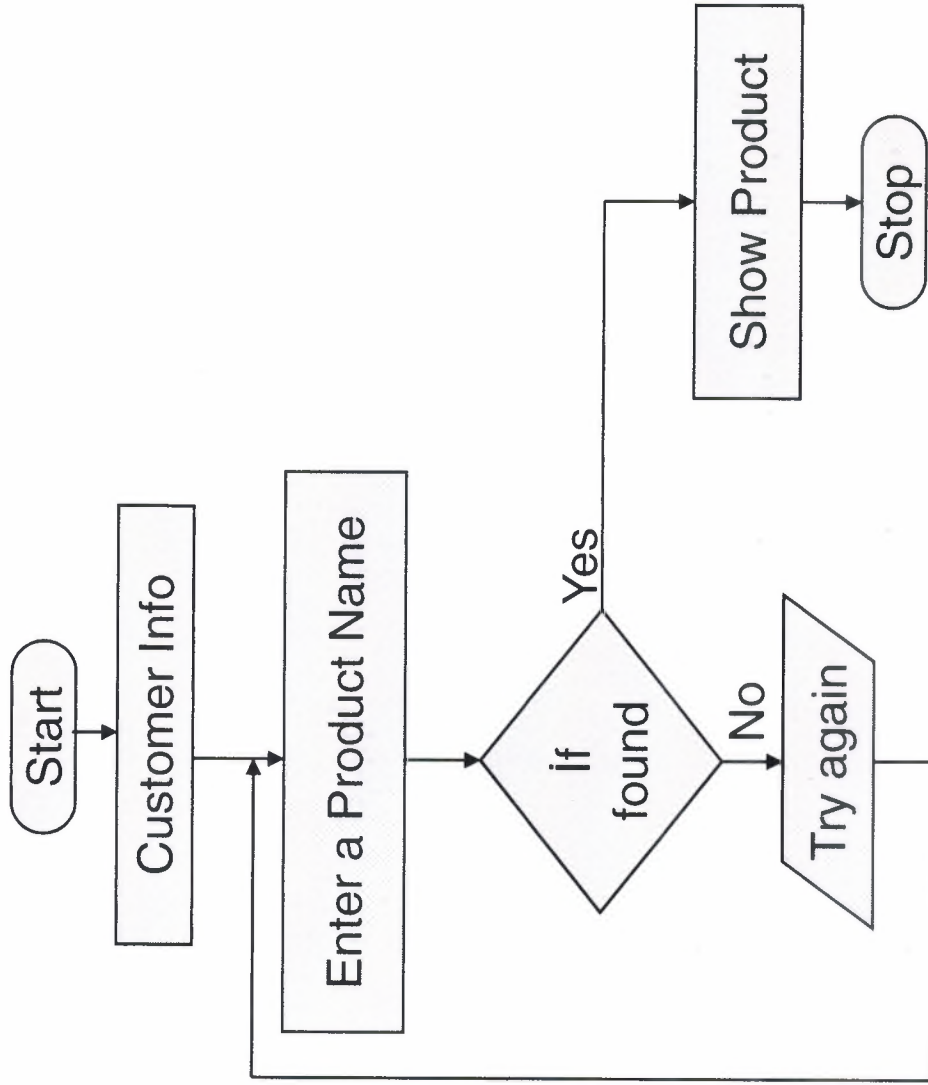 Start
Customer Info
Enter a Product Name
if
found
Yes
No
Try again
Show Product
Stop